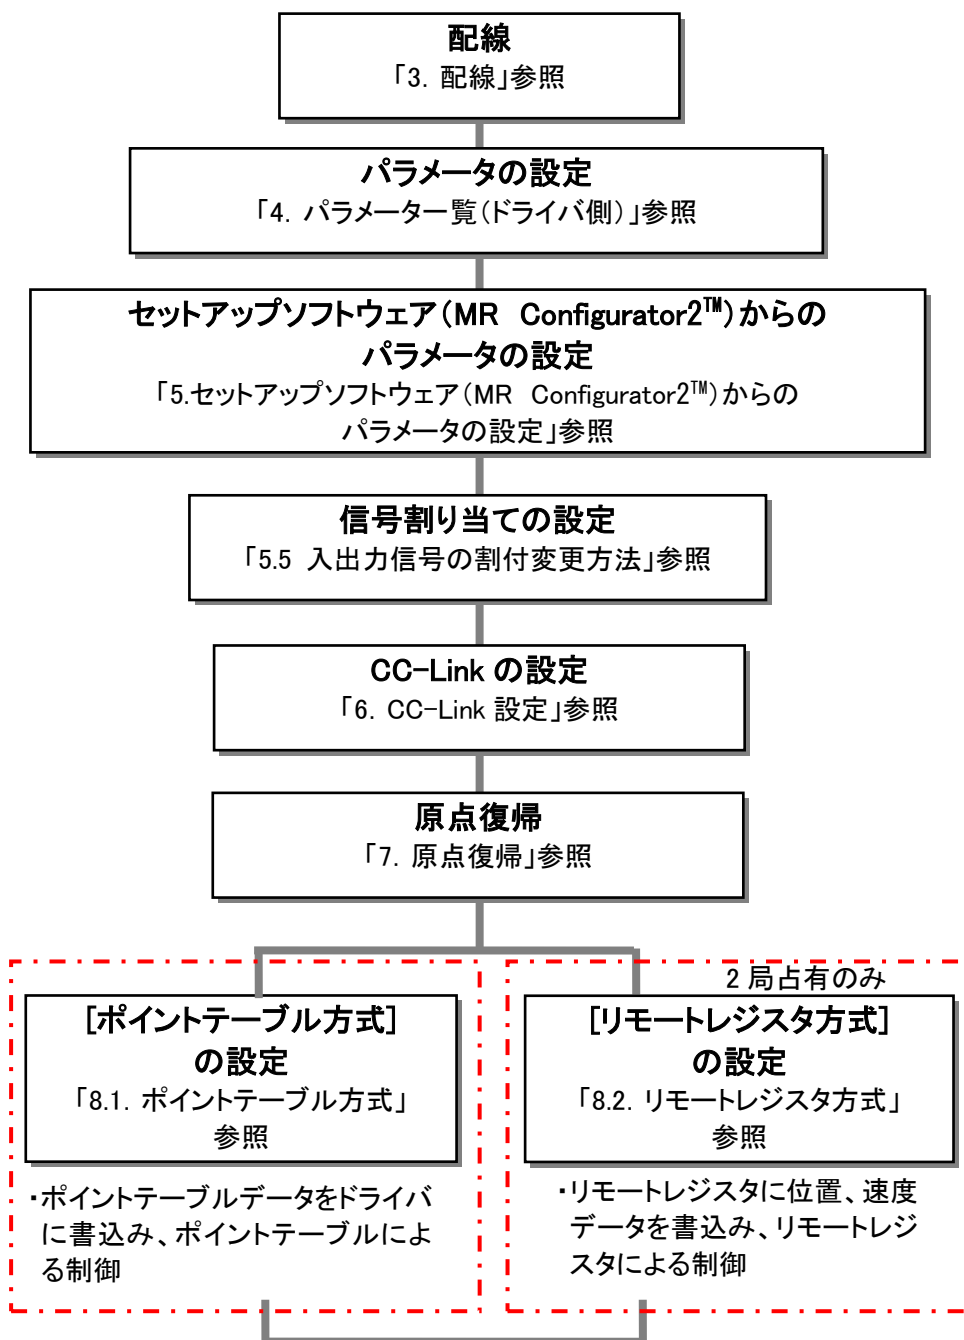 配線
「3. 配線」参照
パラメータの設定
「4. パラメータ一覧(ドライバ側)」参照
セットアップソフトウェア(MR Configurator2™)からの
パラメータの設定
「5.セットアップソフトウェア(MR Configurator2™)からの
パラメータの設定」参照
信号割り当ての設定
「5.5 入出力信号の割付変更方法」参照
CC-Link の設定
「6. CC-Link 設定」参照
原点復帰
「7. 原点復帰」参照
[ポイントテーブル方式]
の設定
「8.1. ポイントテーブル方式」
参照
・ポイントテーブルデータをドライバ
に書込み、ポイントテーブルによ
る制御
2 局占有のみ
[リモートレジスタ方式]
の設定
「8.2. リモートレジスタ方式」
参照
・リモートレジスタに位置、速度
データを書込み、リモートレジ
スタによる制御